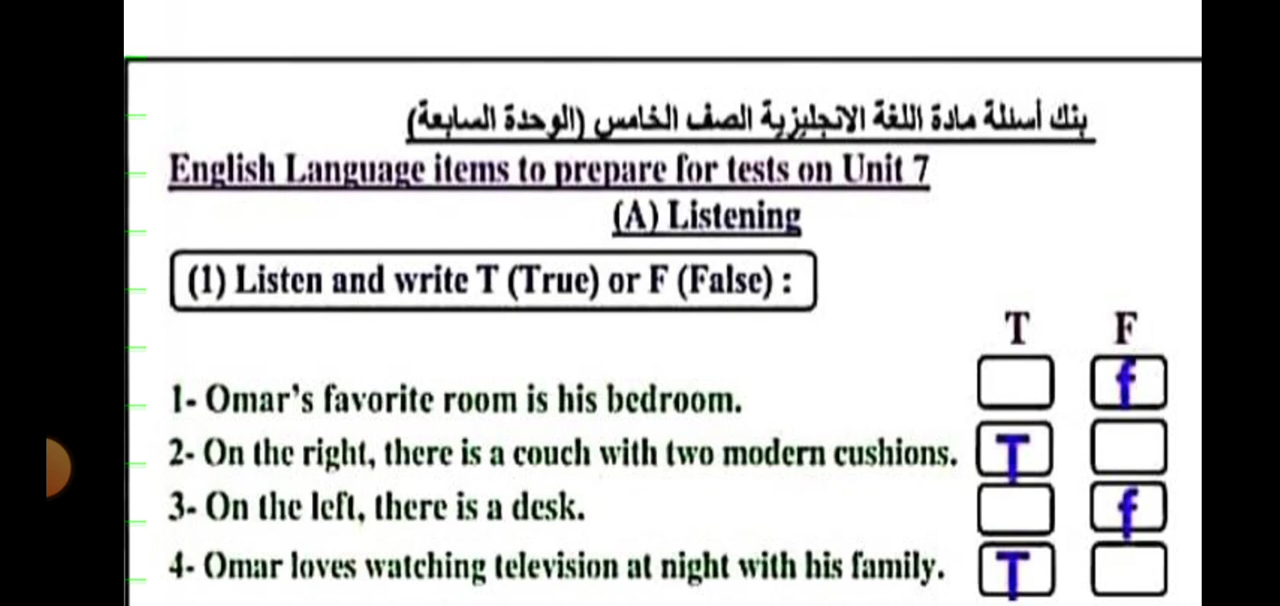 بنك أسئلة مادة اللغة الانجليزية الصف الخامس (الوحدة السابعة)
English Language items to prepare for tests on Unit 7
(A) Listening
(1) Listen and write T (True) or F (False) :
T F
1- Omar's favorite room is his bedroom. f
2- On the right, there is a couch with two modern cushions. T
3- On the left, there is a desk. f
4- Omar loves watching television at night with his family. T